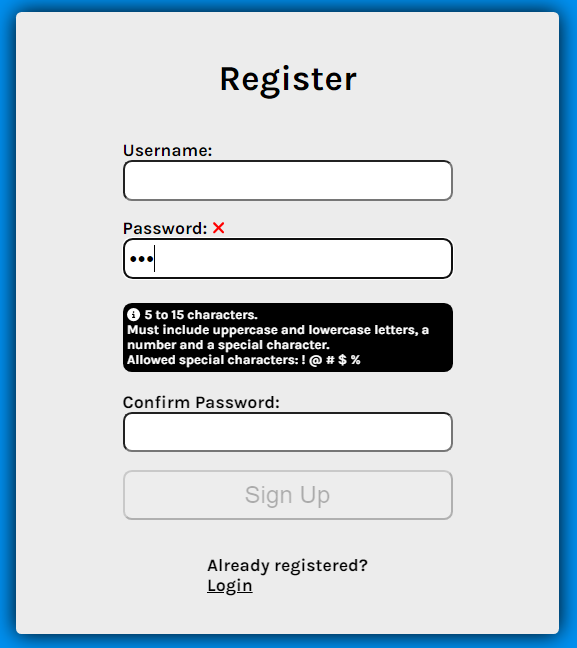 Register
Username:
Password:
5 to 15 characters.
Must include uppercase and lowercase letters, a
number and a special character.
Allowed special characters: ! @ # $ %
Confirm Password:
Sign Up
Already registered?
Login